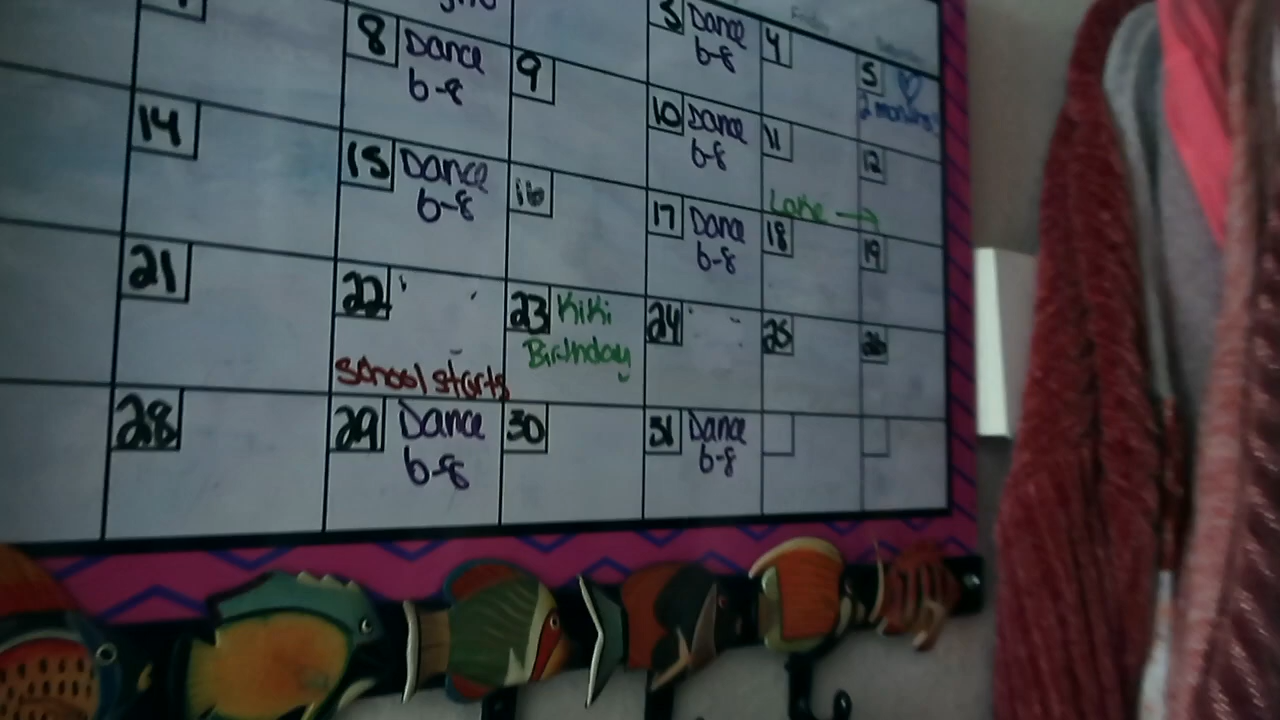 3 Dance
6-8
4
5
2 months
8 Dance
6-8
9
10 Dance
6-8
11
Lake →
12
14
15 Dance
6-8
16
17 Dance
6-8
18
19
21
22
School starts
23 KiKi
Birthday
24
25
26
28
29 Dance
6-8
30
31 Dance
6-8